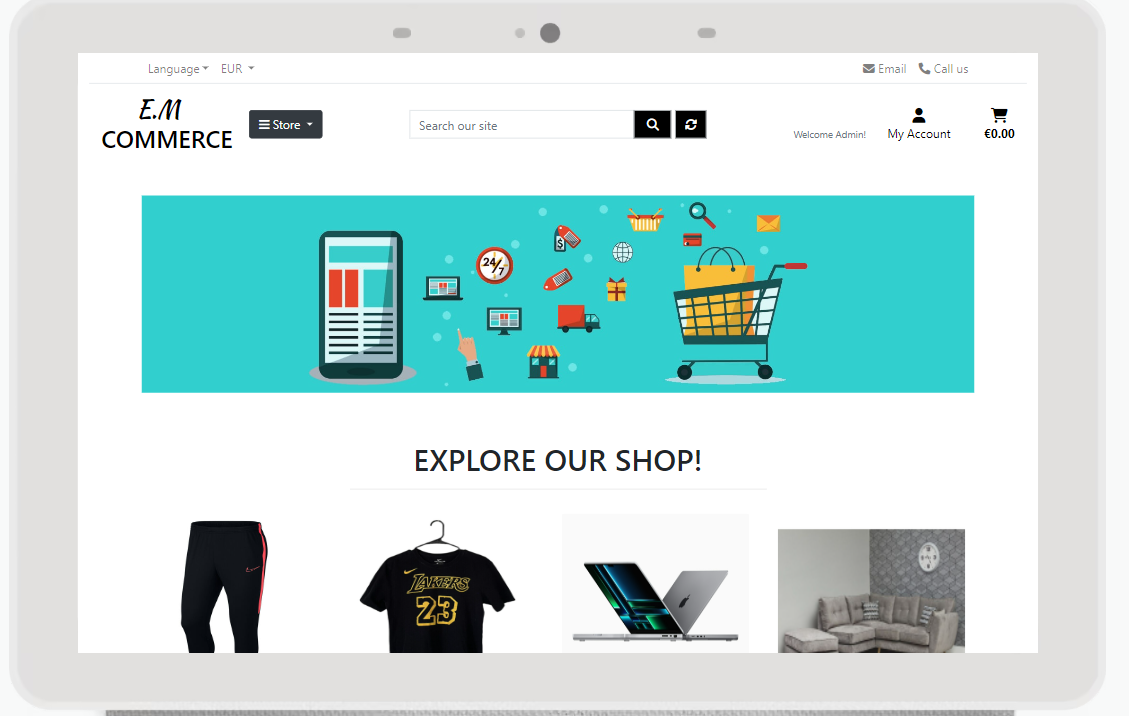 Language
EUR
Email
Call us
E.M
COMMERCE
Store
Search our site
Welcome Admin!
My Account
€0.00
24/7
$
EXPLORE OUR SHOP!
LAKERS
23